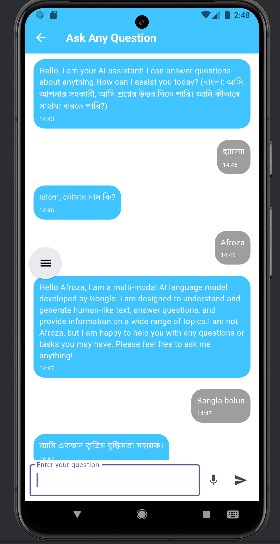 2:48
Ask Any Question
Hello, I am your AI assistant! I can answer questions
about anything.How can I assist you today? (বাংলা: আমি
আপনার সহকারী, আমি প্রশ্নের উত্তর দিতে পারি। আমি কীভাবে
সাহায্য করতে পারি?)
14:43
হ্যালো
14:46
হ্যালো, তোমার নাম কি?
14:46
Afroza
14:46
Hello Afroza, I am a multi-modal AI language model
developed by Google. I am designed to understand and
generate human-like text, answer questions, and
provide information on a wide range of topics.I am not
Afroza, but I am happy to help you with any questions or
tasks you may have. Please feel free to ask me
anything!
14:47
Bangla bolun
14:47
আমি একজন কৃত্রিম বুদ্ধিমত্তা সহায়ক।
14:47
Enter your question